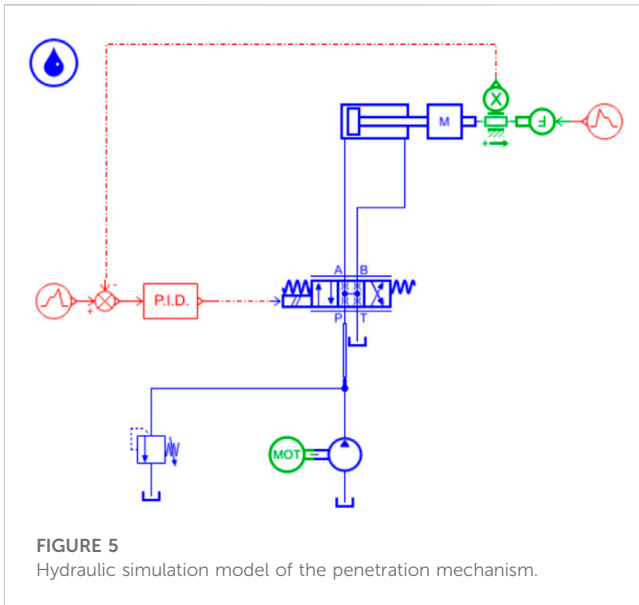 X
M
F
+
A B
-
P.I.D.
+
P T
MOT
FIGURE 5
Hydraulic simulation model of the penetration mechanism.